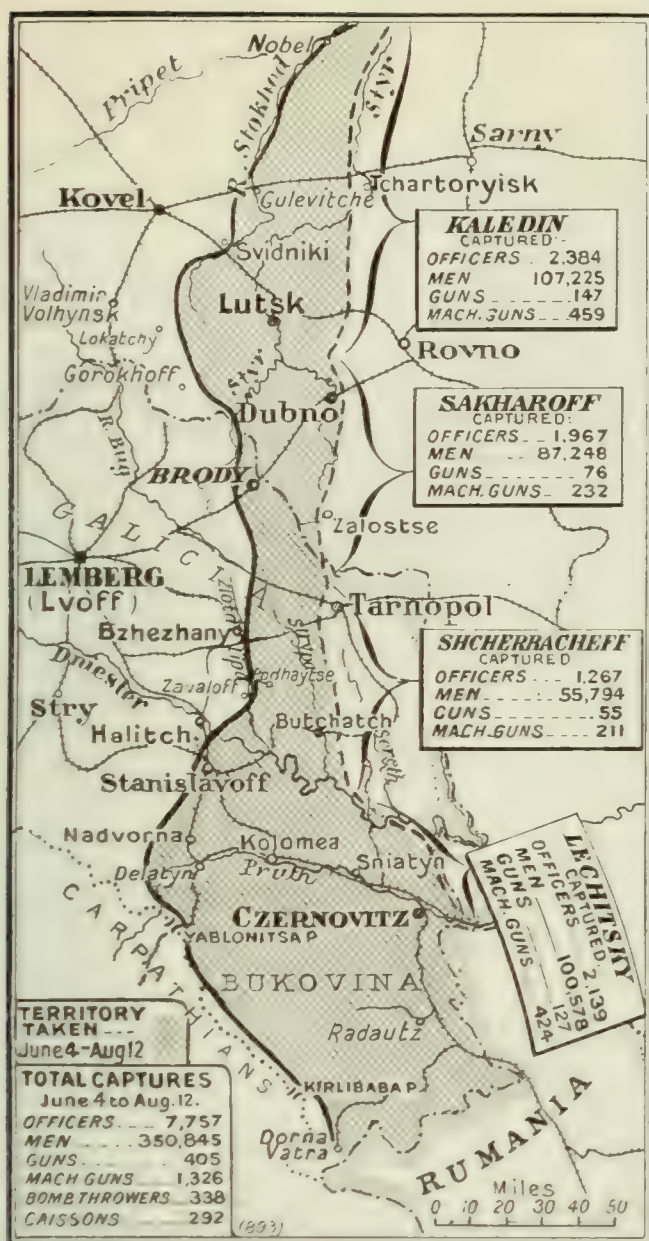 Nobel
Pripet
R. Stokhod
Styr
Sarny
Tchartoryisk
Kovel
Gulevitche
Svidniki
KALEDIN
CAPTURED:-
OFFICERS . 2,384
MEN 107,225
GUNS ----- 147
MACH. GUNS --- 459
Vladimir
Volhynsk
Lutsk
Lokatchy
Rovno
Gorokhoff
Styr
Dubno
R. Bug
SAKHAROFF
CAPTURED:
OFFICERS -- 1,967
MEN --- 87,248
GUNS ------ 76
MACH. GUNS- 232
BRODY
GALICIA
Zalostse
LEMBERG
(Lvoff)
Tarnopol
Zlota Lipa
Strypa
Bzhezhany
SHCHERBACHEFF
CAPTURED
OFFICERS --- 1,267
MEN ------ 55,794
GUNS ------- 55
MACH. GUNS -- 211
Dniester
Podhaytse
Zavaloff
Stry
Butchatch
Sereth
Halitch.
Stanislavoff
Nadvorna
Kolomea
Delatyn
Pruth
Sniatyn
LECHITSKY
CAPTURED
OFFICERS 2,139
MEN 100,578
GUNS 127
MACH. GUNS 424
CZERNOVITZ
YABLONITSA P.
CARPATHIANS
BUKOVINA
Radautz
KIRLIBABA P.
Dorna
Vatra
RUMANIA
TERRITORY
TAKEN ---
June 4-Aug 12
TOTAL CAPTURES
June 4 to Aug. 12.
OFFICERS --- 7,757
MEN ---- 350,845
GUNS -- -- 405
MACH GUNS 1,326
BOMB THROWERS 338
CAISSONS --- 292
(893)
Miles
0 10 20 30 40 50